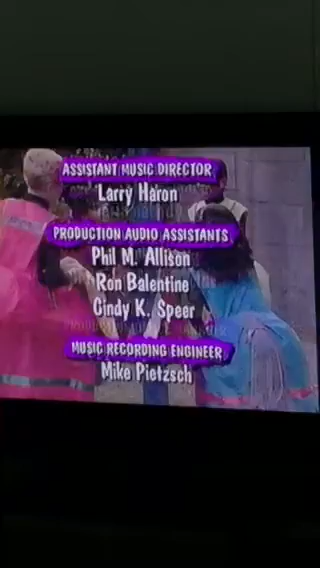 ASSISTANT MUSIC DIRECTOR
Larry Haron
PRODUCTION AUDIO ASSISTANTS
Phil M. Allison
Ron Balentine
Cindy K. Speer
MUSIC RECORDING ENGINEER
Mike Pietzsch